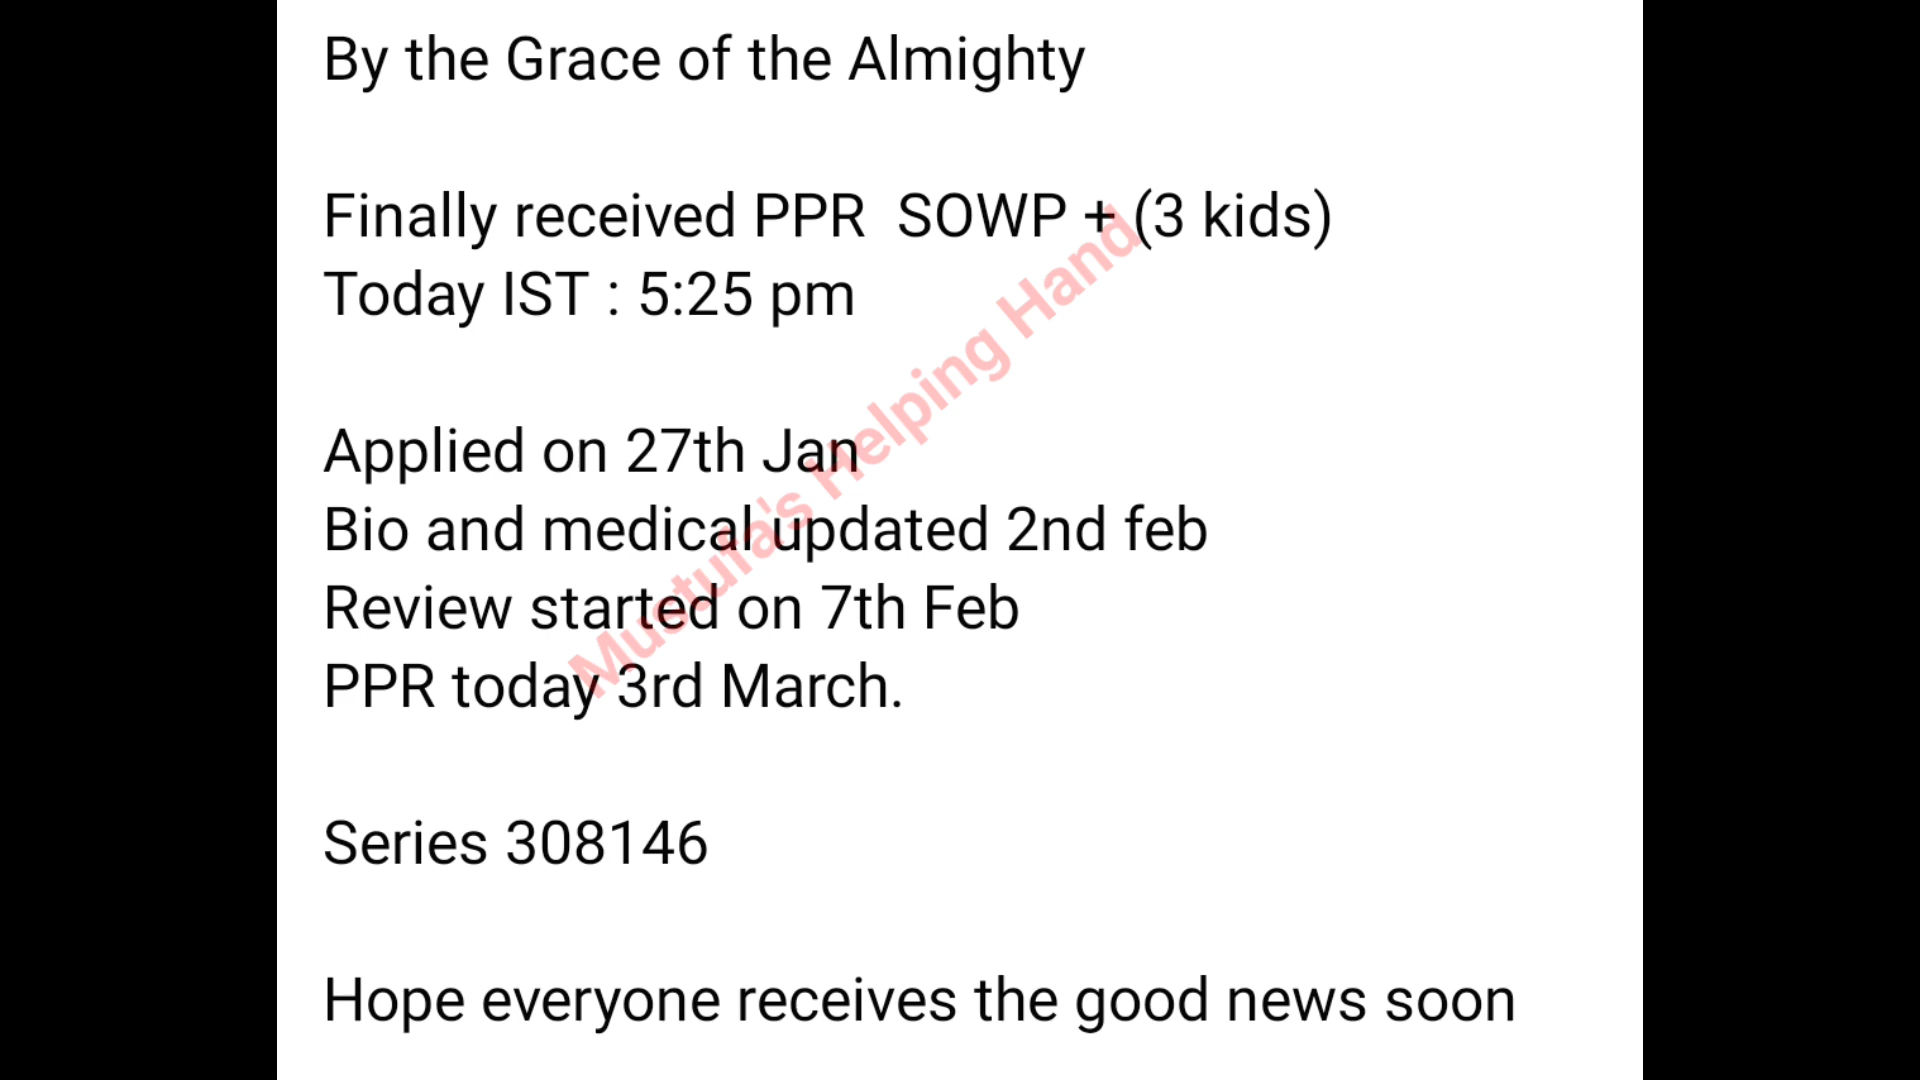 By the Grace of the Almighty
Finally received PPR  SOWP + (3 kids)
Today IST : 5:25 pm
Applied on 27th Jan
Bio and medical updated 2nd feb
Review started on 7th Feb
PPR today 3rd March.
Series 308146
Hope everyone receives the good news soon
Mustufa's Helping Hand